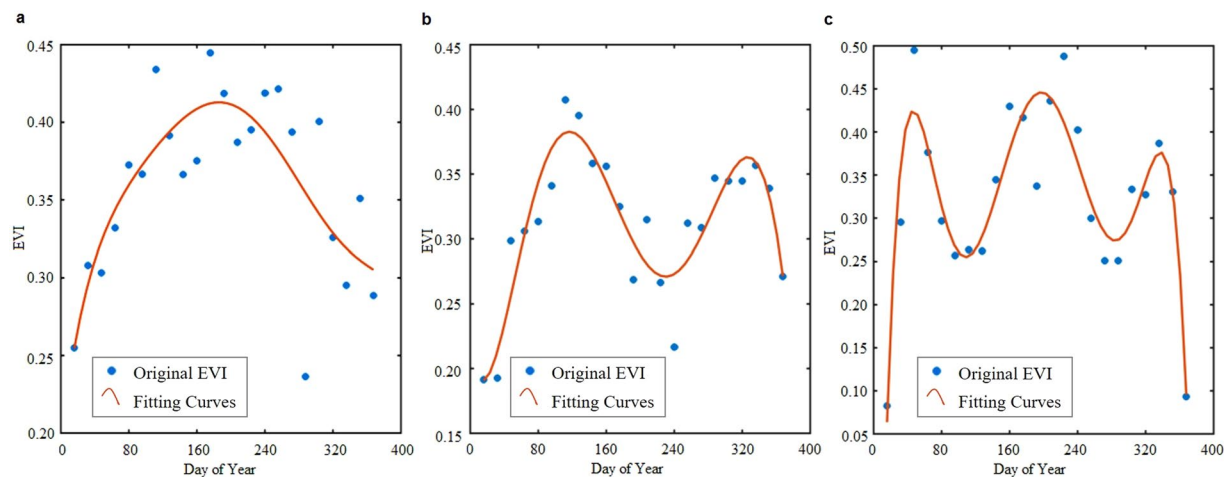 a
0.45
0.40
0.35
0.30
0.25
0.20
EVI
0 80 160 240 320 400
Day of Year
Original EVI
Fitting Curves
b
0.45
0.40
0.35
0.30
0.25
0.20
0.15
EVI
0 80 160 240 320 400
Day of Year
Original EVI
Fitting Curves
c
0.50
0.45
0.40
0.35
0.30
0.25
0.20
0.15
0.10
0.05
EVI
0 80 160 240 320 400
Day of Year
Original EVI
Fitting Curves